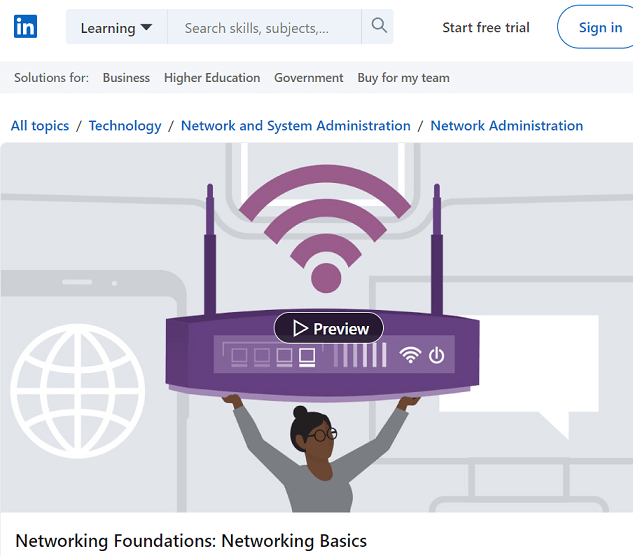 in
Learning Search skills, subjects,... Start free trial Sign in
Solutions for: Business Higher Education Government Buy for my team
All topics / Technology / Network and System Administration / Network Administration
Preview
Networking Foundations: Networking Basics